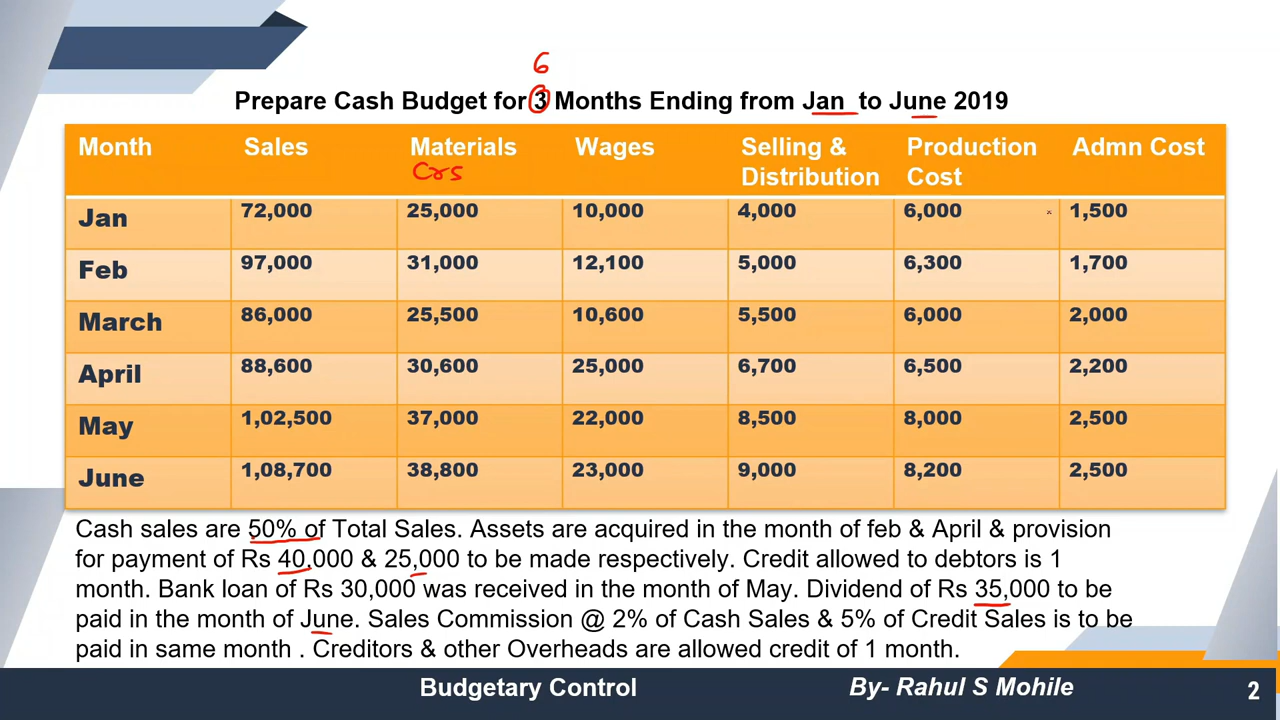 6
Prepare Cash Budget for 3 Months Ending from Jan to June 2019
Month Sales Materials Wages Selling & Distribution Production Cost Admn Cost
Crs
Jan 72,000 25,000 10,000 4,000 6,000 1,500
Feb 97,000 31,000 12,100 5,000 6,300 1,700
March 86,000 25,500 10,600 5,500 6,000 2,000
April 88,600 30,600 25,000 6,700 6,500 2,200
May 1,02,500 37,000 22,000 8,500 8,000 2,500
June 1,08,700 38,800 23,000 9,000 8,200 2,500
Cash sales are 50% of Total Sales. Assets are acquired in the month of feb & April & provision
for payment of Rs 40,000 & 25,000 to be made respectively. Credit allowed to debtors is 1
month. Bank loan of Rs 30,000 was received in the month of May. Dividend of Rs 35,000 to be
paid in the month of June. Sales Commission @ 2% of Cash Sales & 5% of Credit Sales is to be
paid in same month . Creditors & other Overheads are allowed credit of 1 month.
Budgetary Control By- Rahul S Mohile 2